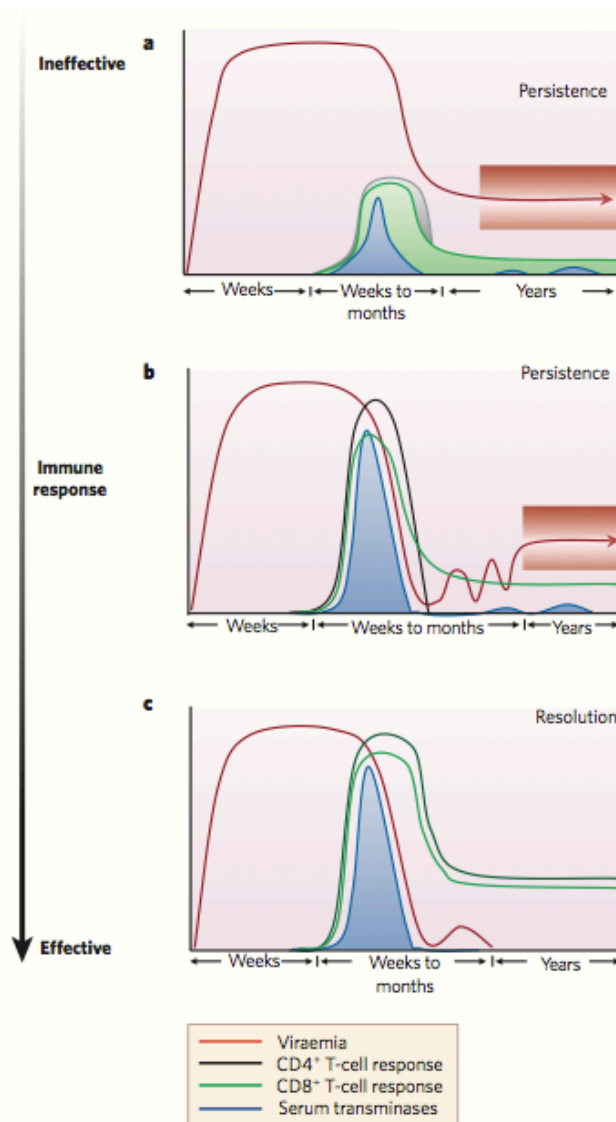 a
Ineffective
Persistence
Weeks
Weeks to
months
Years
b
Persistence
Immune
response
Weeks
Weeks to months
Years
c
Resolution
Effective
Weeks
Weeks to
months
Years
Viraemia
CD4⁺ T-cell response
CD8⁺ T-cell response
Serum transminases